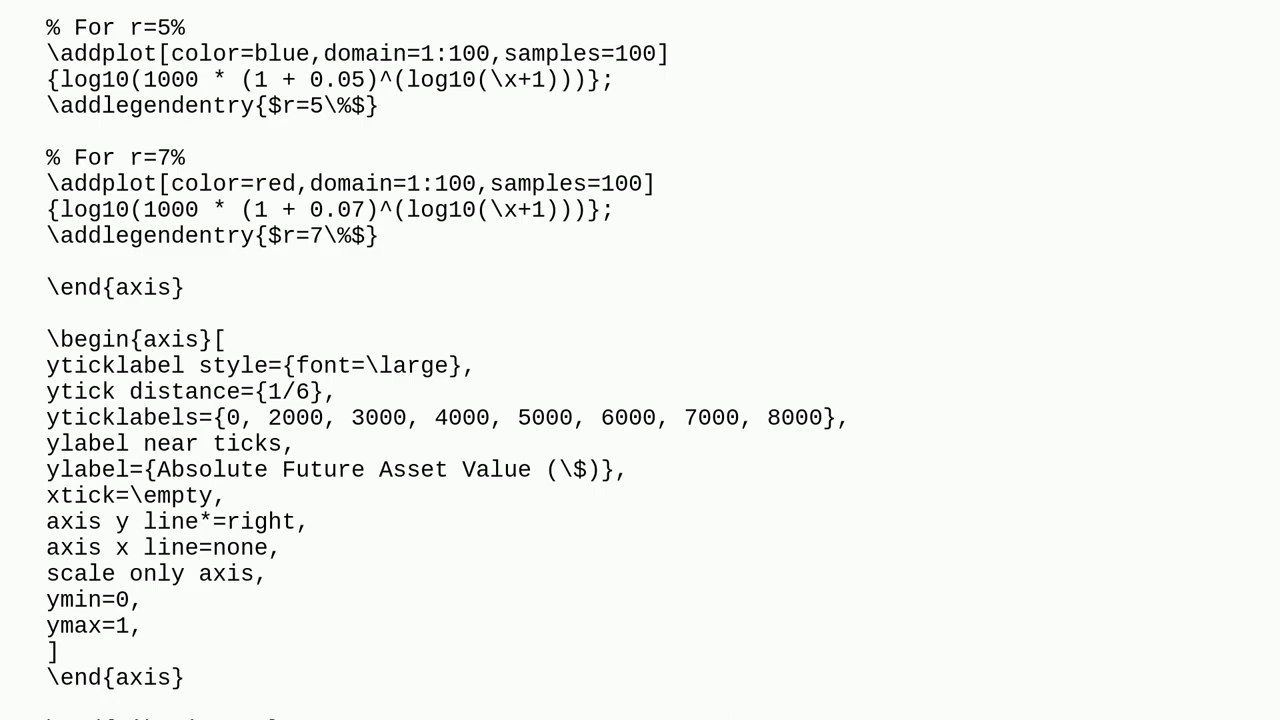 % For r=5%
\addplot[color=blue,domain=1:100,samples=100]
{log10(1000 * (1 + 0.05)^(log10(\x+1)))};
\addlegendentry{$r=5\%$}
% For r=7%
\addplot[color=red,domain=1:100,samples=100]
{log10(1000 * (1 + 0.07)^(log10(\x+1)))};
\addlegendentry{$r=7\%$}
\end{axis}
\begin{axis}[
yticklabel style={font=\large},
ytick distance={1/6},
yticklabels={0, 2000, 3000, 4000, 5000, 6000, 7000, 8000},
ylabel near ticks,
ylabel={Absolute Future Asset Value (\$)},
xtick=\empty,
axis y line*=right,
axis x line=none,
scale only axis,
ymin=0,
ymax=1,
]
\end{axis}